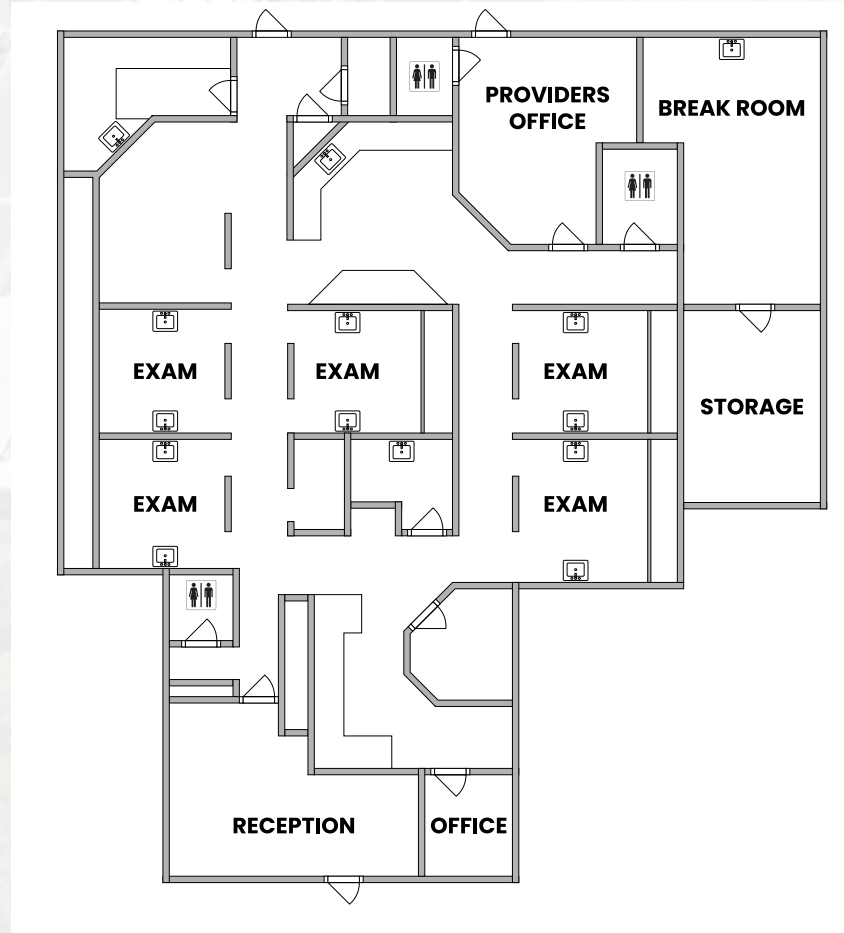 PROVIDERS
OFFICE
BREAK ROOM
EXAM
EXAM
EXAM
STORAGE
EXAM
EXAM
RECEPTION
OFFICE